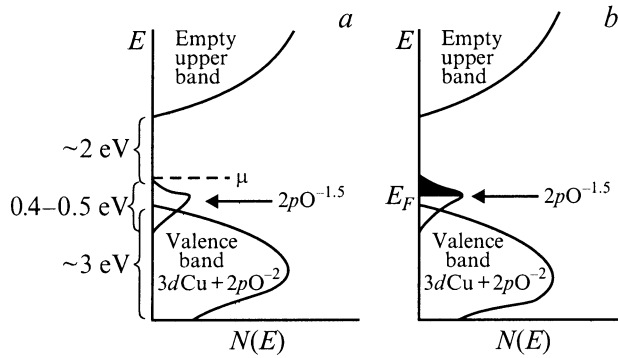 a
E
Empty
upper
band
~2 eV
μ
0.4–0.5 eV
2pO⁻¹·⁵
Valence
band
3dCu + 2pO⁻²
~3 eV
N(E)
b
E
Empty
upper
band
2pO⁻¹·⁵
E_F
Valence
band
3dCu + 2pO⁻²
N(E)